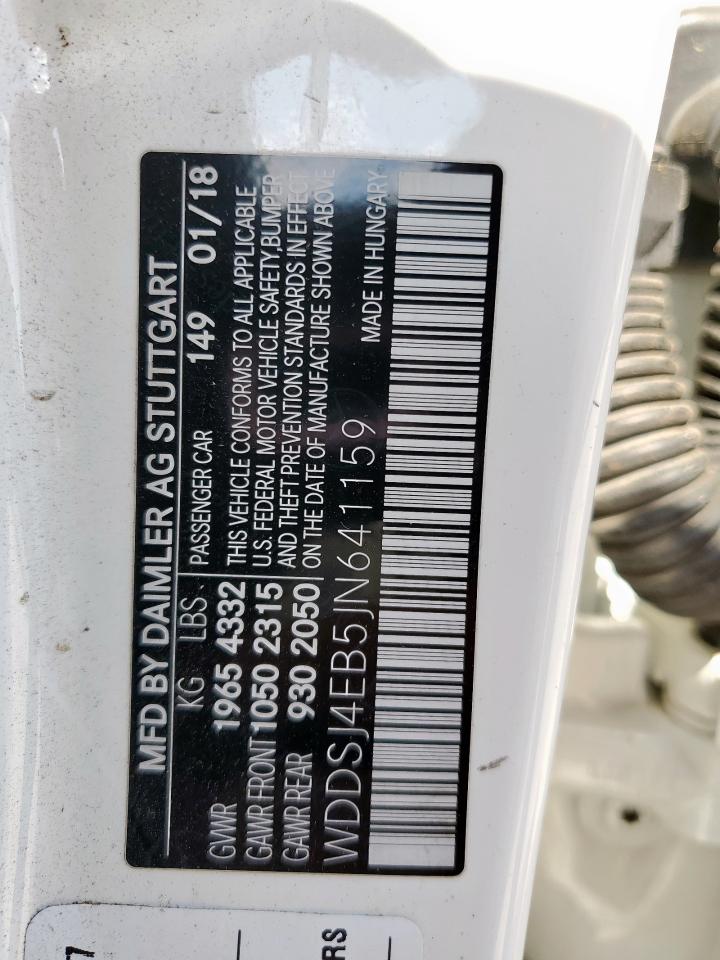 MFD BY DAIMLER AG STUTTGART
KG LBS PASSENGER CAR 149 01/18
GVWR 1965 4332 THIS VEHICLE CONFORMS TO ALL APPLICABLE
GAWR FRONT 1050 2315 U.S. FEDERAL MOTOR VEHICLE SAFETY,BUMPER
GAWR REAR 930 2050 AND THEFT PREVENTION STANDARDS IN EFFECT
ON THE DATE OF MANUFACTURE SHOWN ABOVE
WDDSJ4EB5JN641159 MADE IN HUNGARY
7
RS